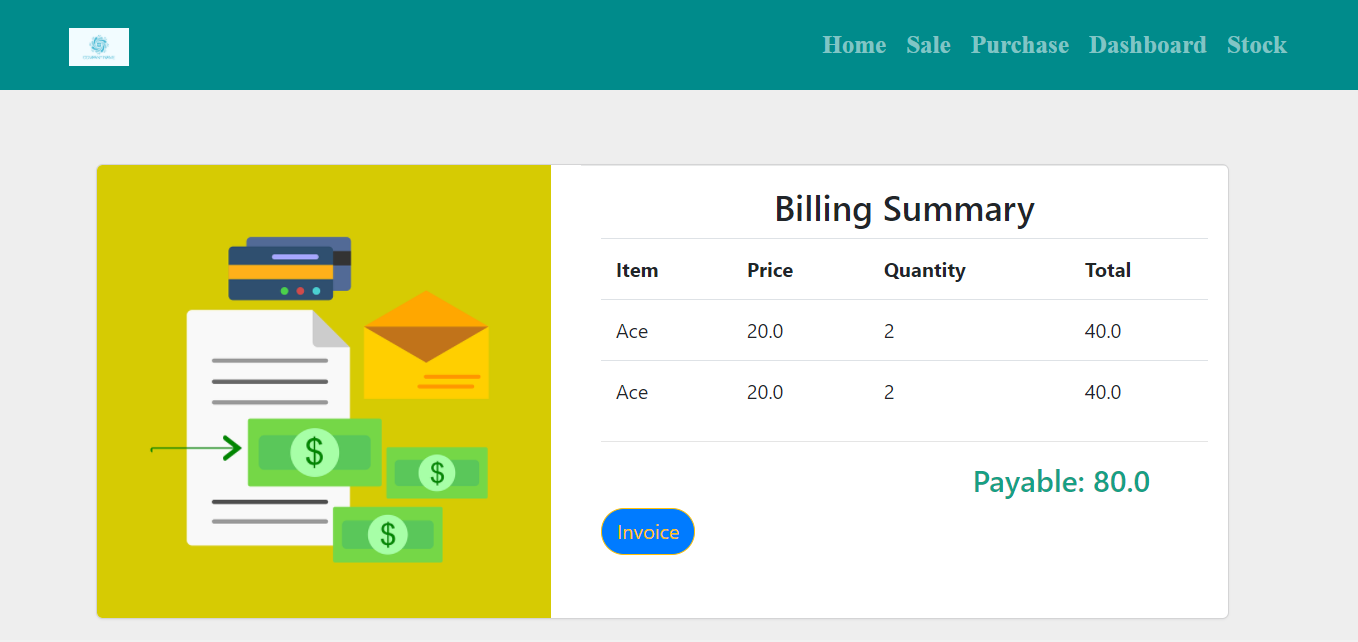 Home Sale Purchase Dashboard Stock
Billing Summary
Item Price Quantity Total
Ace 20.0 2 40.0
Ace 20.0 2 40.0
$
$
$
Payable: 80.0
Invoice